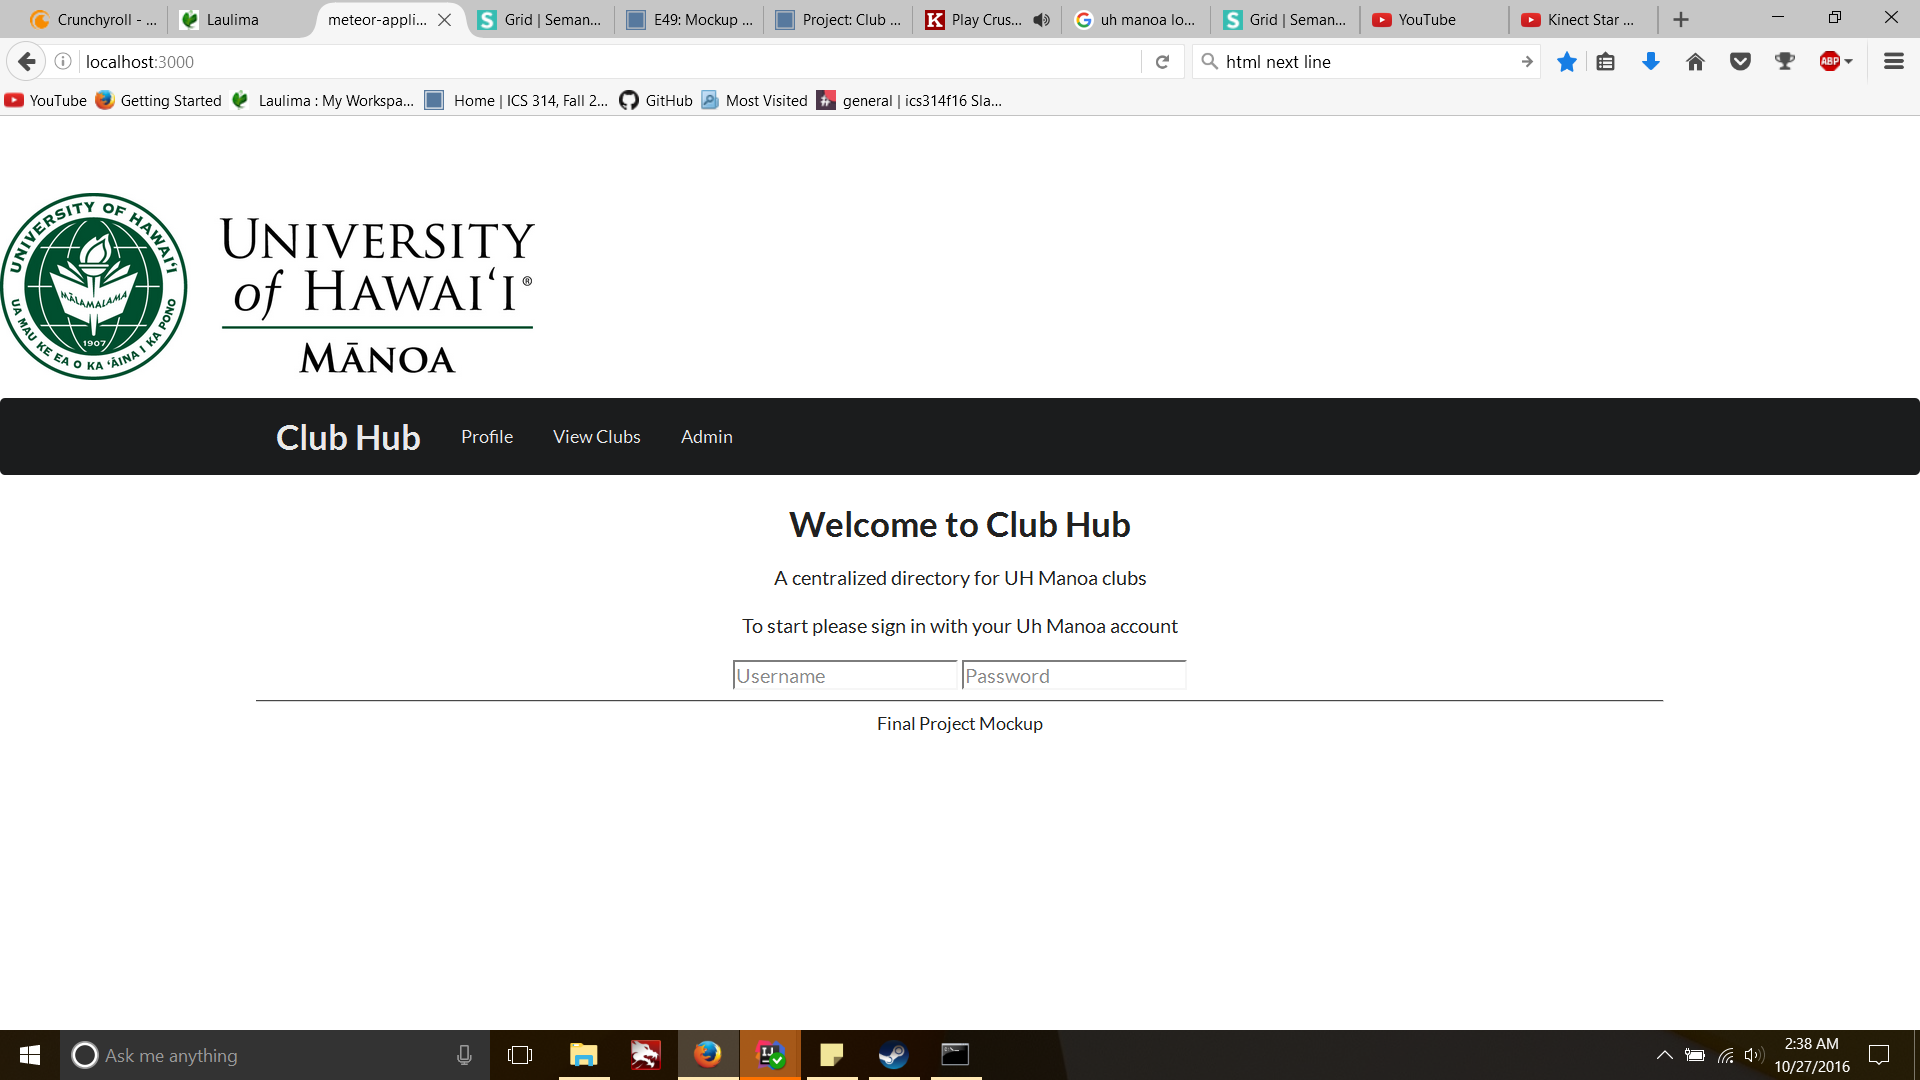 Crunchyroll - ...
Laulima
meteor-appli...
Grid | Seman...
E49: Mockup ...
Project: Club ...
Play Crus...
uh manoa lo...
Grid | Seman...
YouTube
Kinect Star ...
localhost:3000
html next line
ABP
YouTube
Getting Started
Laulima : My Workspa...
Home | ICS 314, Fall 2...
GitHub
Most Visited
general | ics314f16 Sla...
UNIVERSITY OF HAWAIʻI
MĀLAMALAMA
1907
UA MAU KE EA O KA ʻĀINA I KA PONO
UNIVERSITY
of HAWAIʻI®
MĀNOA
Club Hub
Profile
View Clubs
Admin
Welcome to Club Hub
A centralized directory for UH Manoa clubs
To start please sign in with your Uh Manoa account
Username
Password
Final Project Mockup
Ask me anything
2:38 AM
10/27/2016